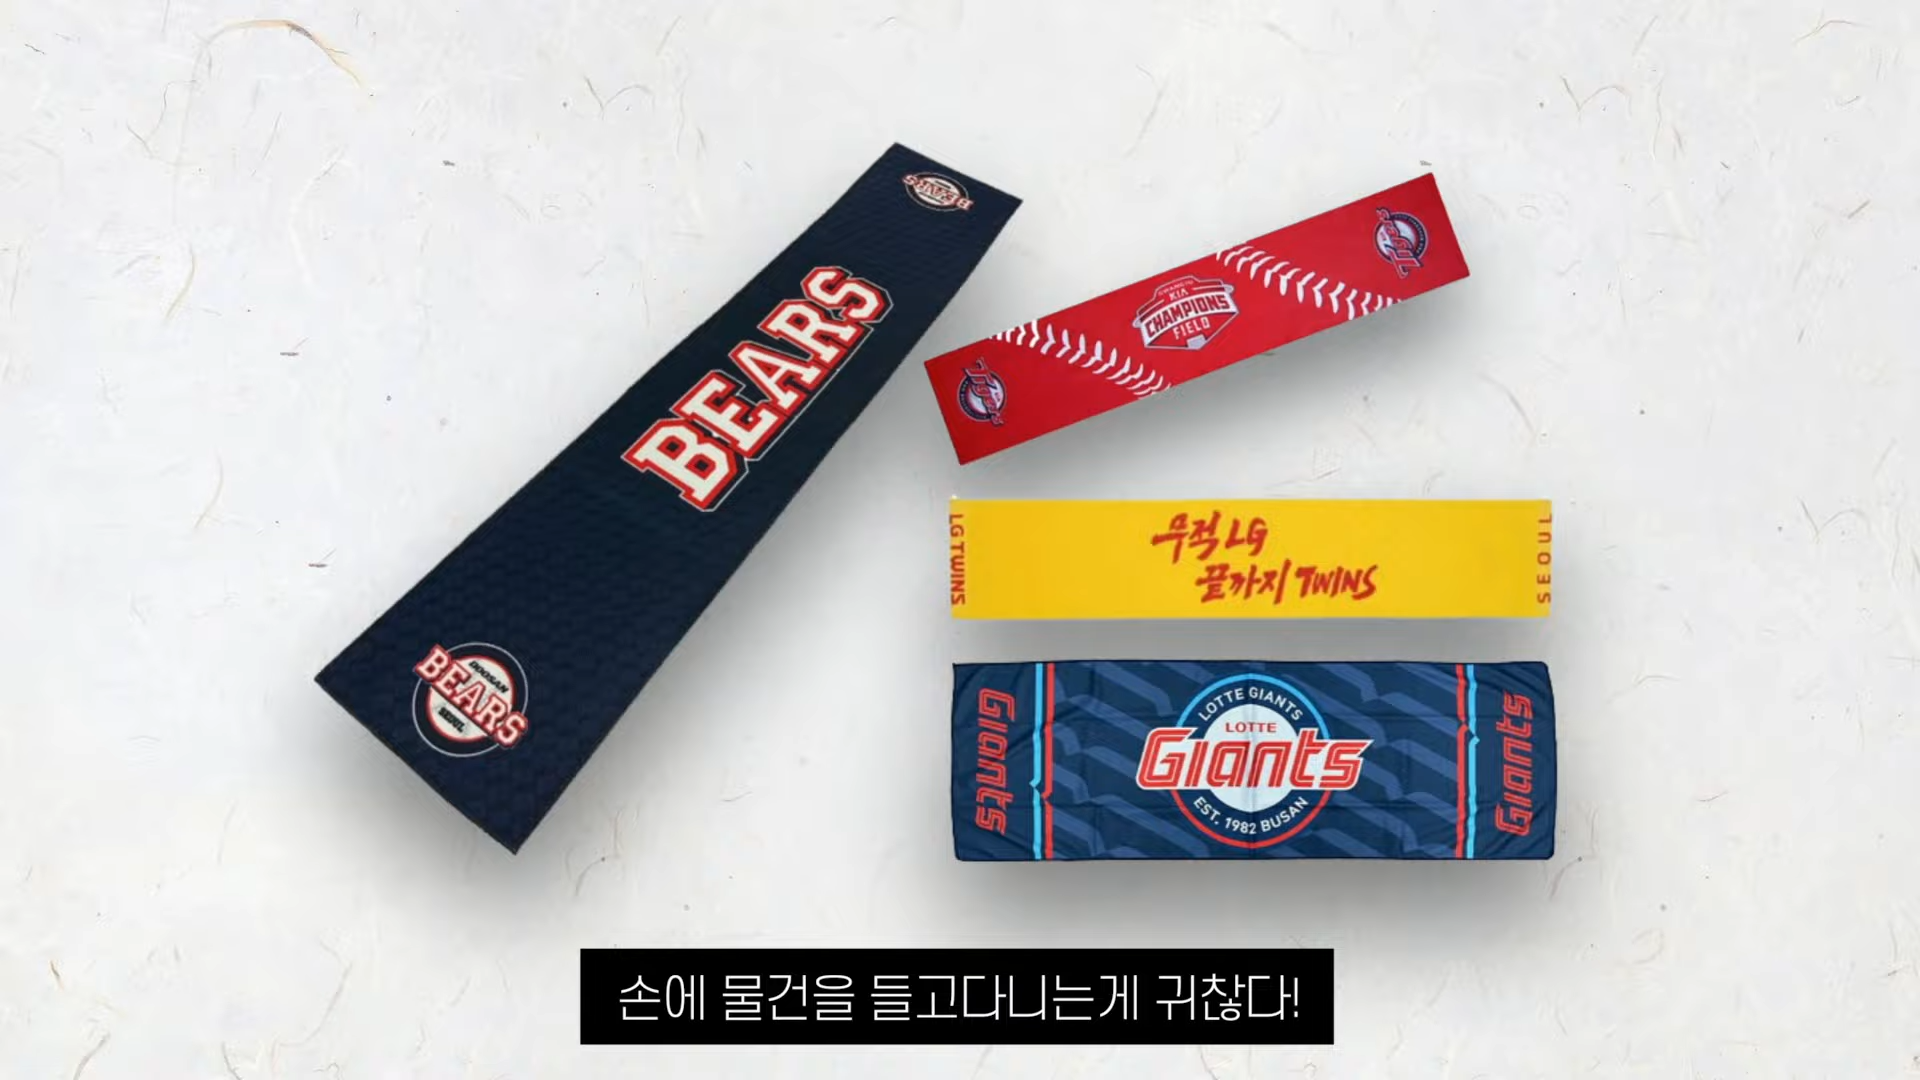 BEARS
BEARS
DOOSAN
BEARS
SEOUL
Tigers
KIA
CHAMPIONS
FIELD
Tigers
LG TWINS
무적 LG
끝까지 TWINS
SEOUL
Giants
LOTTE GIANTS
LOTTE
Giants
EST. 1982 BUSAN
Giants
손에 물건을 들고다니는게 귀찮다!